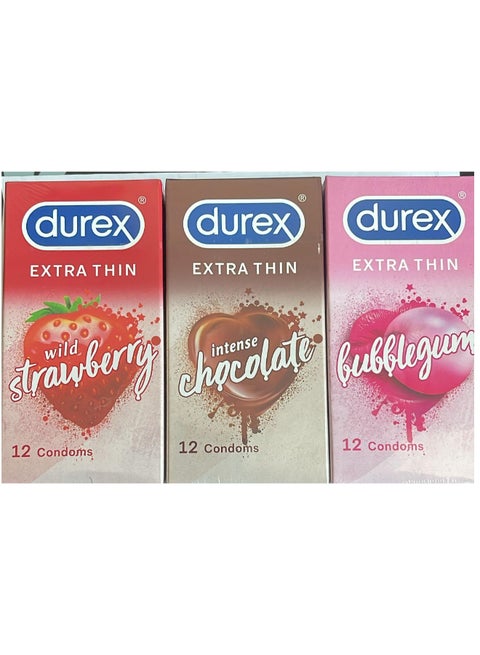 durex®
EXTRA THIN
wild
strawberry
12 Condoms
durex®
EXTRA THIN
intense
chocolate
12 Condoms
durex®
EXTRA THIN
bubblegum
12 Condoms